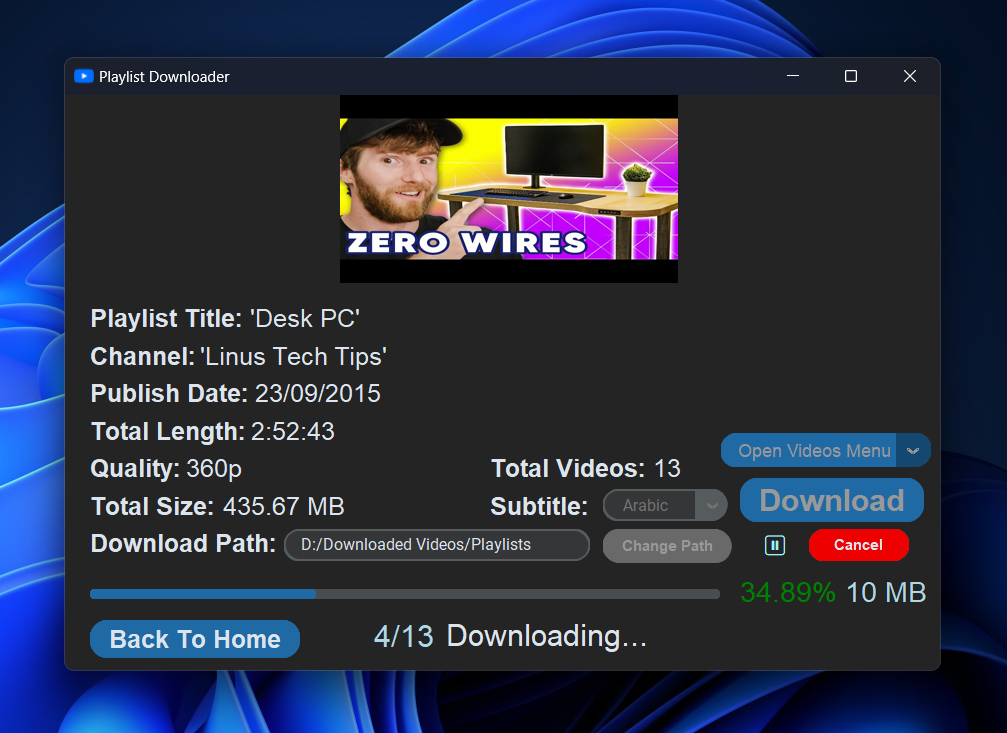 Playlist Downloader
ZERO WIRES
Playlist Title: 'Desk PC'
Channel: 'Linus Tech Tips'
Publish Date: 23/09/2015
Total Length: 2:52:43
Open Videos Menu
Quality: 360p
Total Videos: 13
Total Size: 435.67 MB
Subtitle: Arabic
Download
Download Path: D:/Downloaded Videos/Playlists
Change Path
Cancel
34.89% 10 MB
Back To Home
4/13 Downloading...